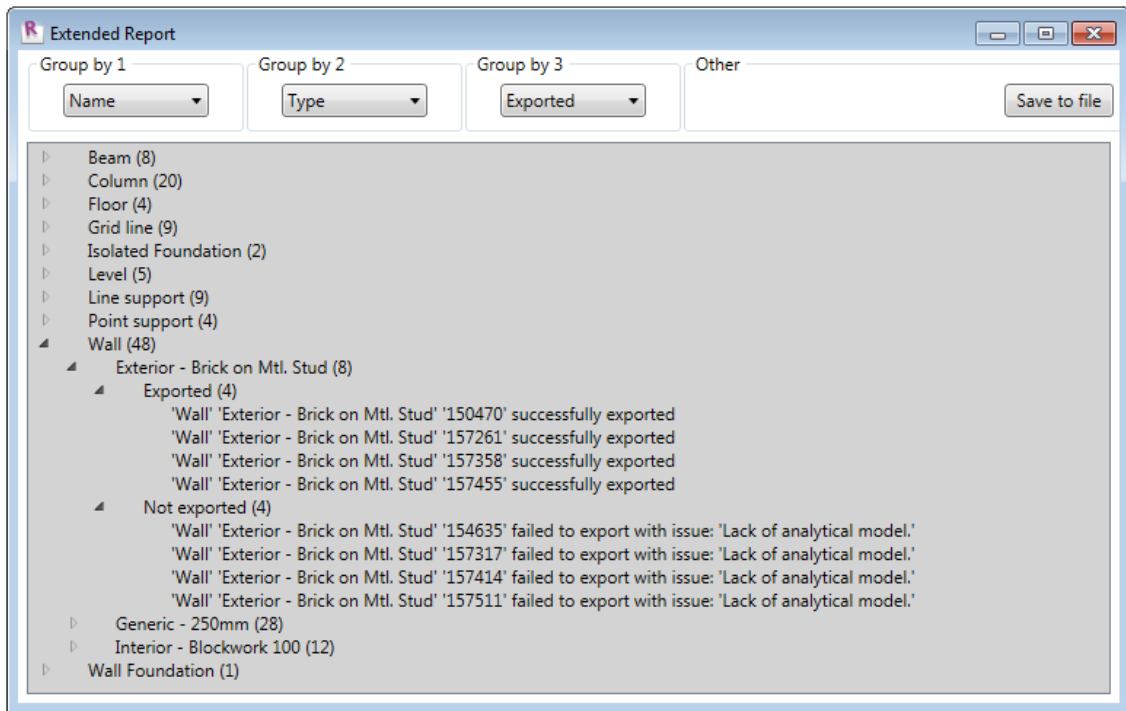 R Extended Report
Group by 1 Group by 2 Group by 3 Other
Name Type Exported Save to file
Beam (8)
Column (20)
Floor (4)
Grid line (9)
Isolated Foundation (2)
Level (5)
Line support (9)
Point support (4)
Wall (48)
Exterior - Brick on Mtl. Stud (8)
Exported (4)
'Wall' 'Exterior - Brick on Mtl. Stud' '150470' successfully exported
'Wall' 'Exterior - Brick on Mtl. Stud' '157261' successfully exported
'Wall' 'Exterior - Brick on Mtl. Stud' '157358' successfully exported
'Wall' 'Exterior - Brick on Mtl. Stud' '157455' successfully exported
Not exported (4)
'Wall' 'Exterior - Brick on Mtl. Stud' '154635' failed to export with issue: 'Lack of analytical model.'
'Wall' 'Exterior - Brick on Mtl. Stud' '157317' failed to export with issue: 'Lack of analytical model.'
'Wall' 'Exterior - Brick on Mtl. Stud' '157414' failed to export with issue: 'Lack of analytical model.'
'Wall' 'Exterior - Brick on Mtl. Stud' '157511' failed to export with issue: 'Lack of analytical model.'
Generic - 250mm (28)
Interior - Blockwork 100 (12)
Wall Foundation (1)